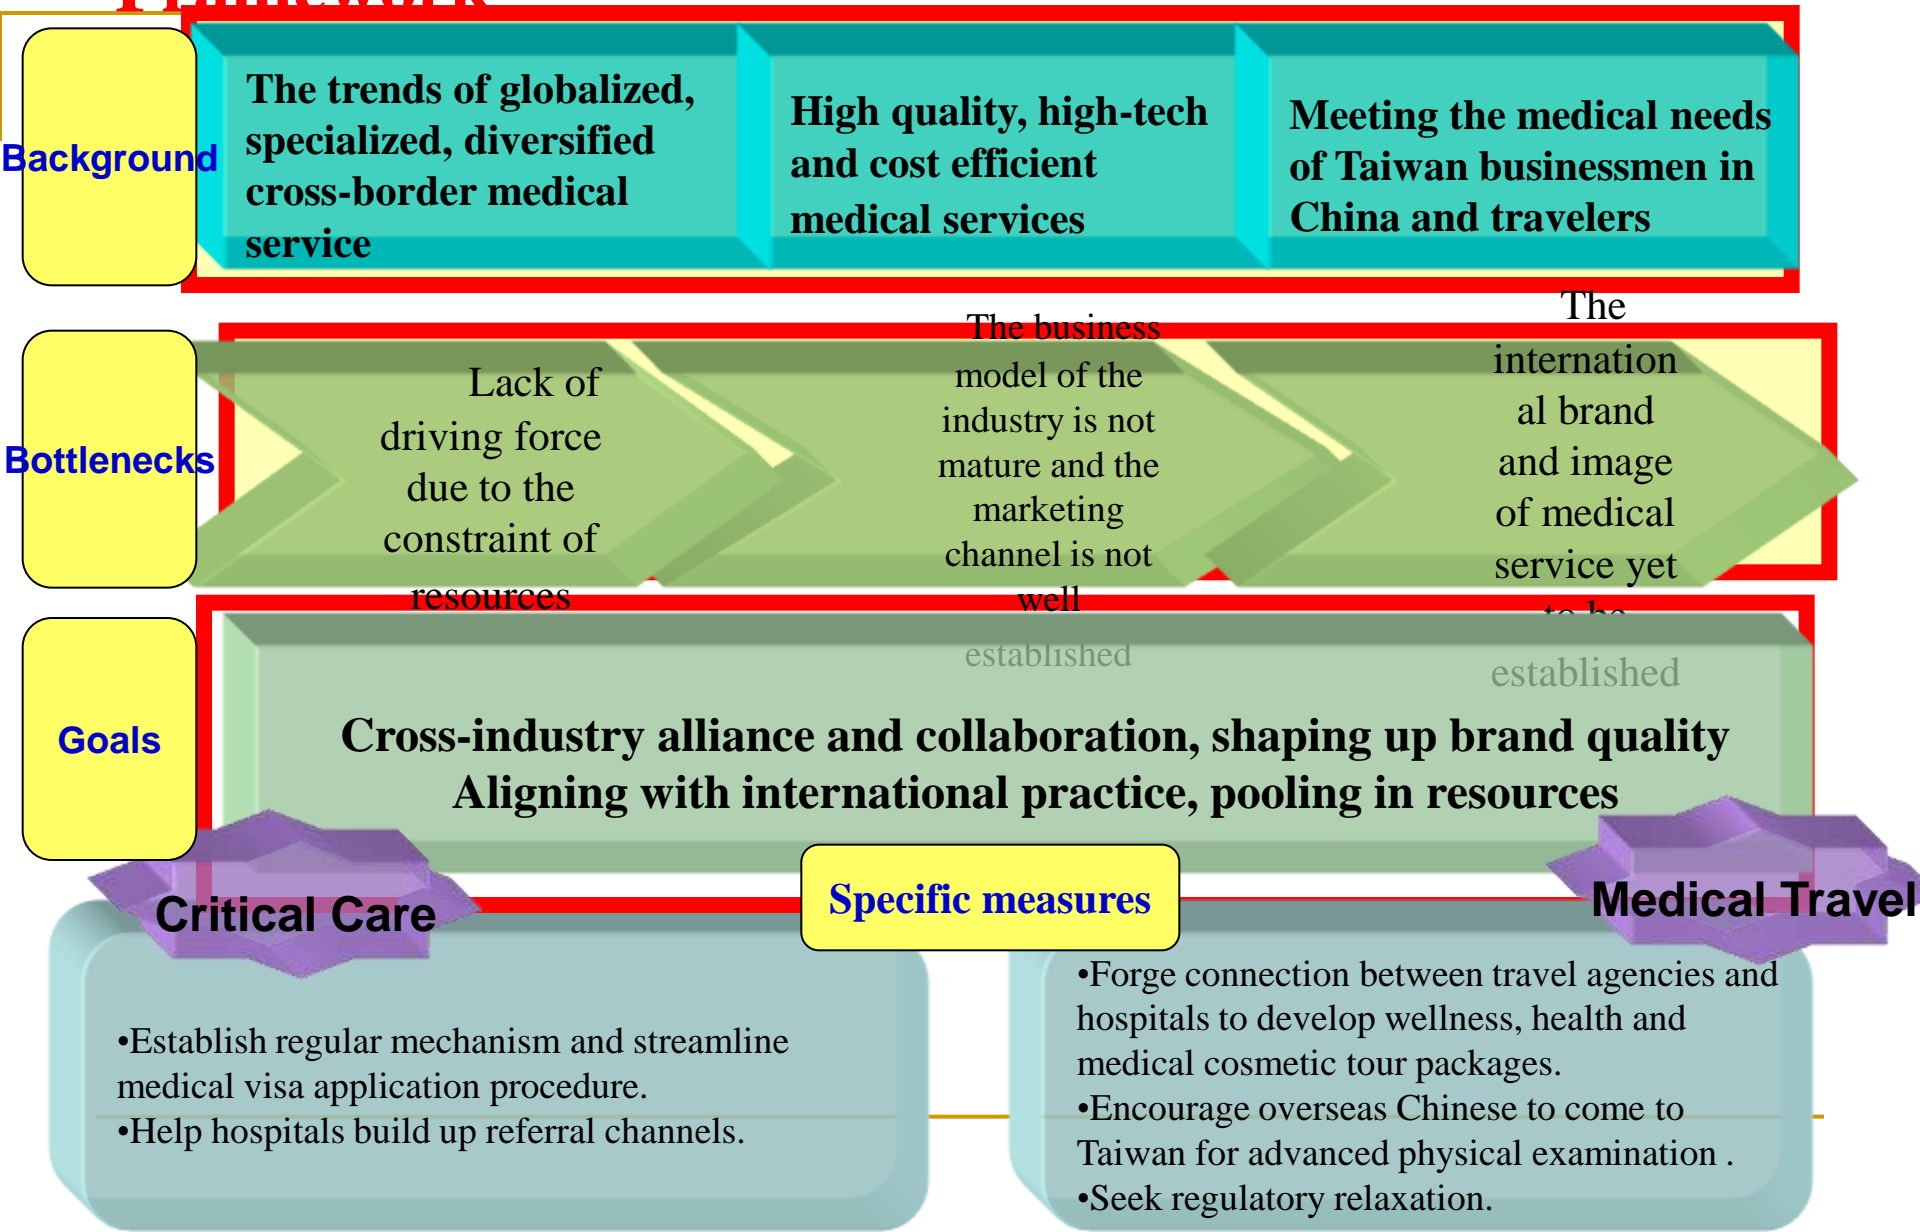 Framework
Background
The trends of globalized,
specialized, diversified
cross-border medical
service
High quality, high-tech
and cost efficient
medical services
Meeting the medical needs
of Taiwan businessmen in
China and travelers
Bottlenecks
Lack of
driving force
due to the
constraint of
resources
The business
model of the
industry is not
mature and the
marketing
channel is not
well
established
The
internation
al brand
and image
of medical
service yet
to be
established
Goals
Cross-industry alliance and collaboration, shaping up brand quality
Aligning with international practice, pooling in resources
Specific measures
Critical Care
•Establish regular mechanism and streamline
medical visa application procedure.
•Help hospitals build up referral channels.
Medical Travel
•Forge connection between travel agencies and
hospitals to develop wellness, health and
medical cosmetic tour packages.
•Encourage overseas Chinese to come to
Taiwan for advanced physical examination .
•Seek regulatory relaxation.